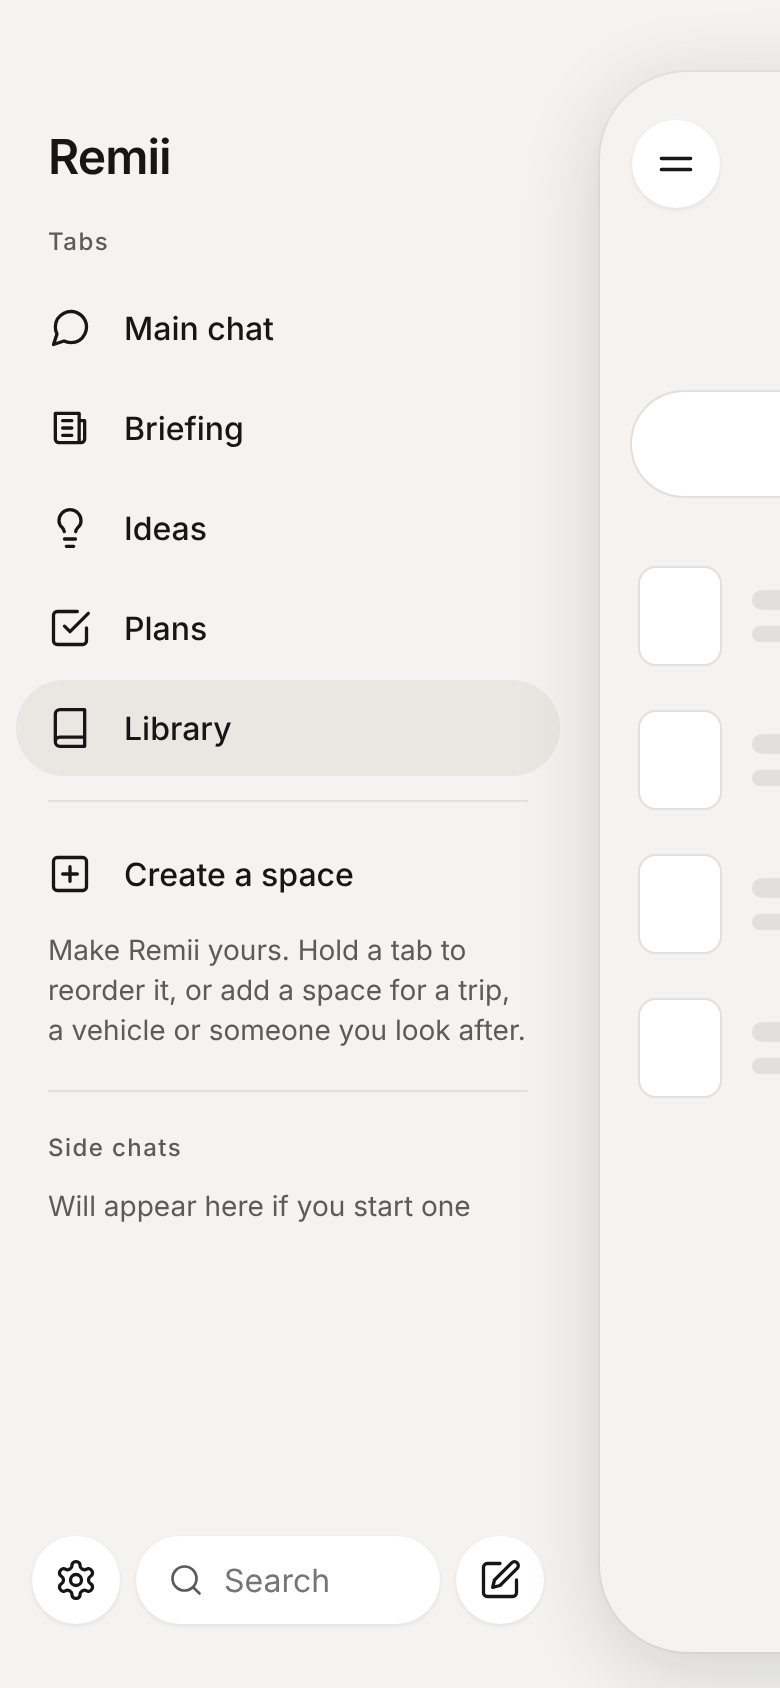 Remii
Tabs
Main chat
Briefing
Ideas
Plans
Library
Create a space
Make Remii yours. Hold a tab to
reorder it, or add a space for a trip,
a vehicle or someone you look after.
Side chats
Will appear here if you start one
Search